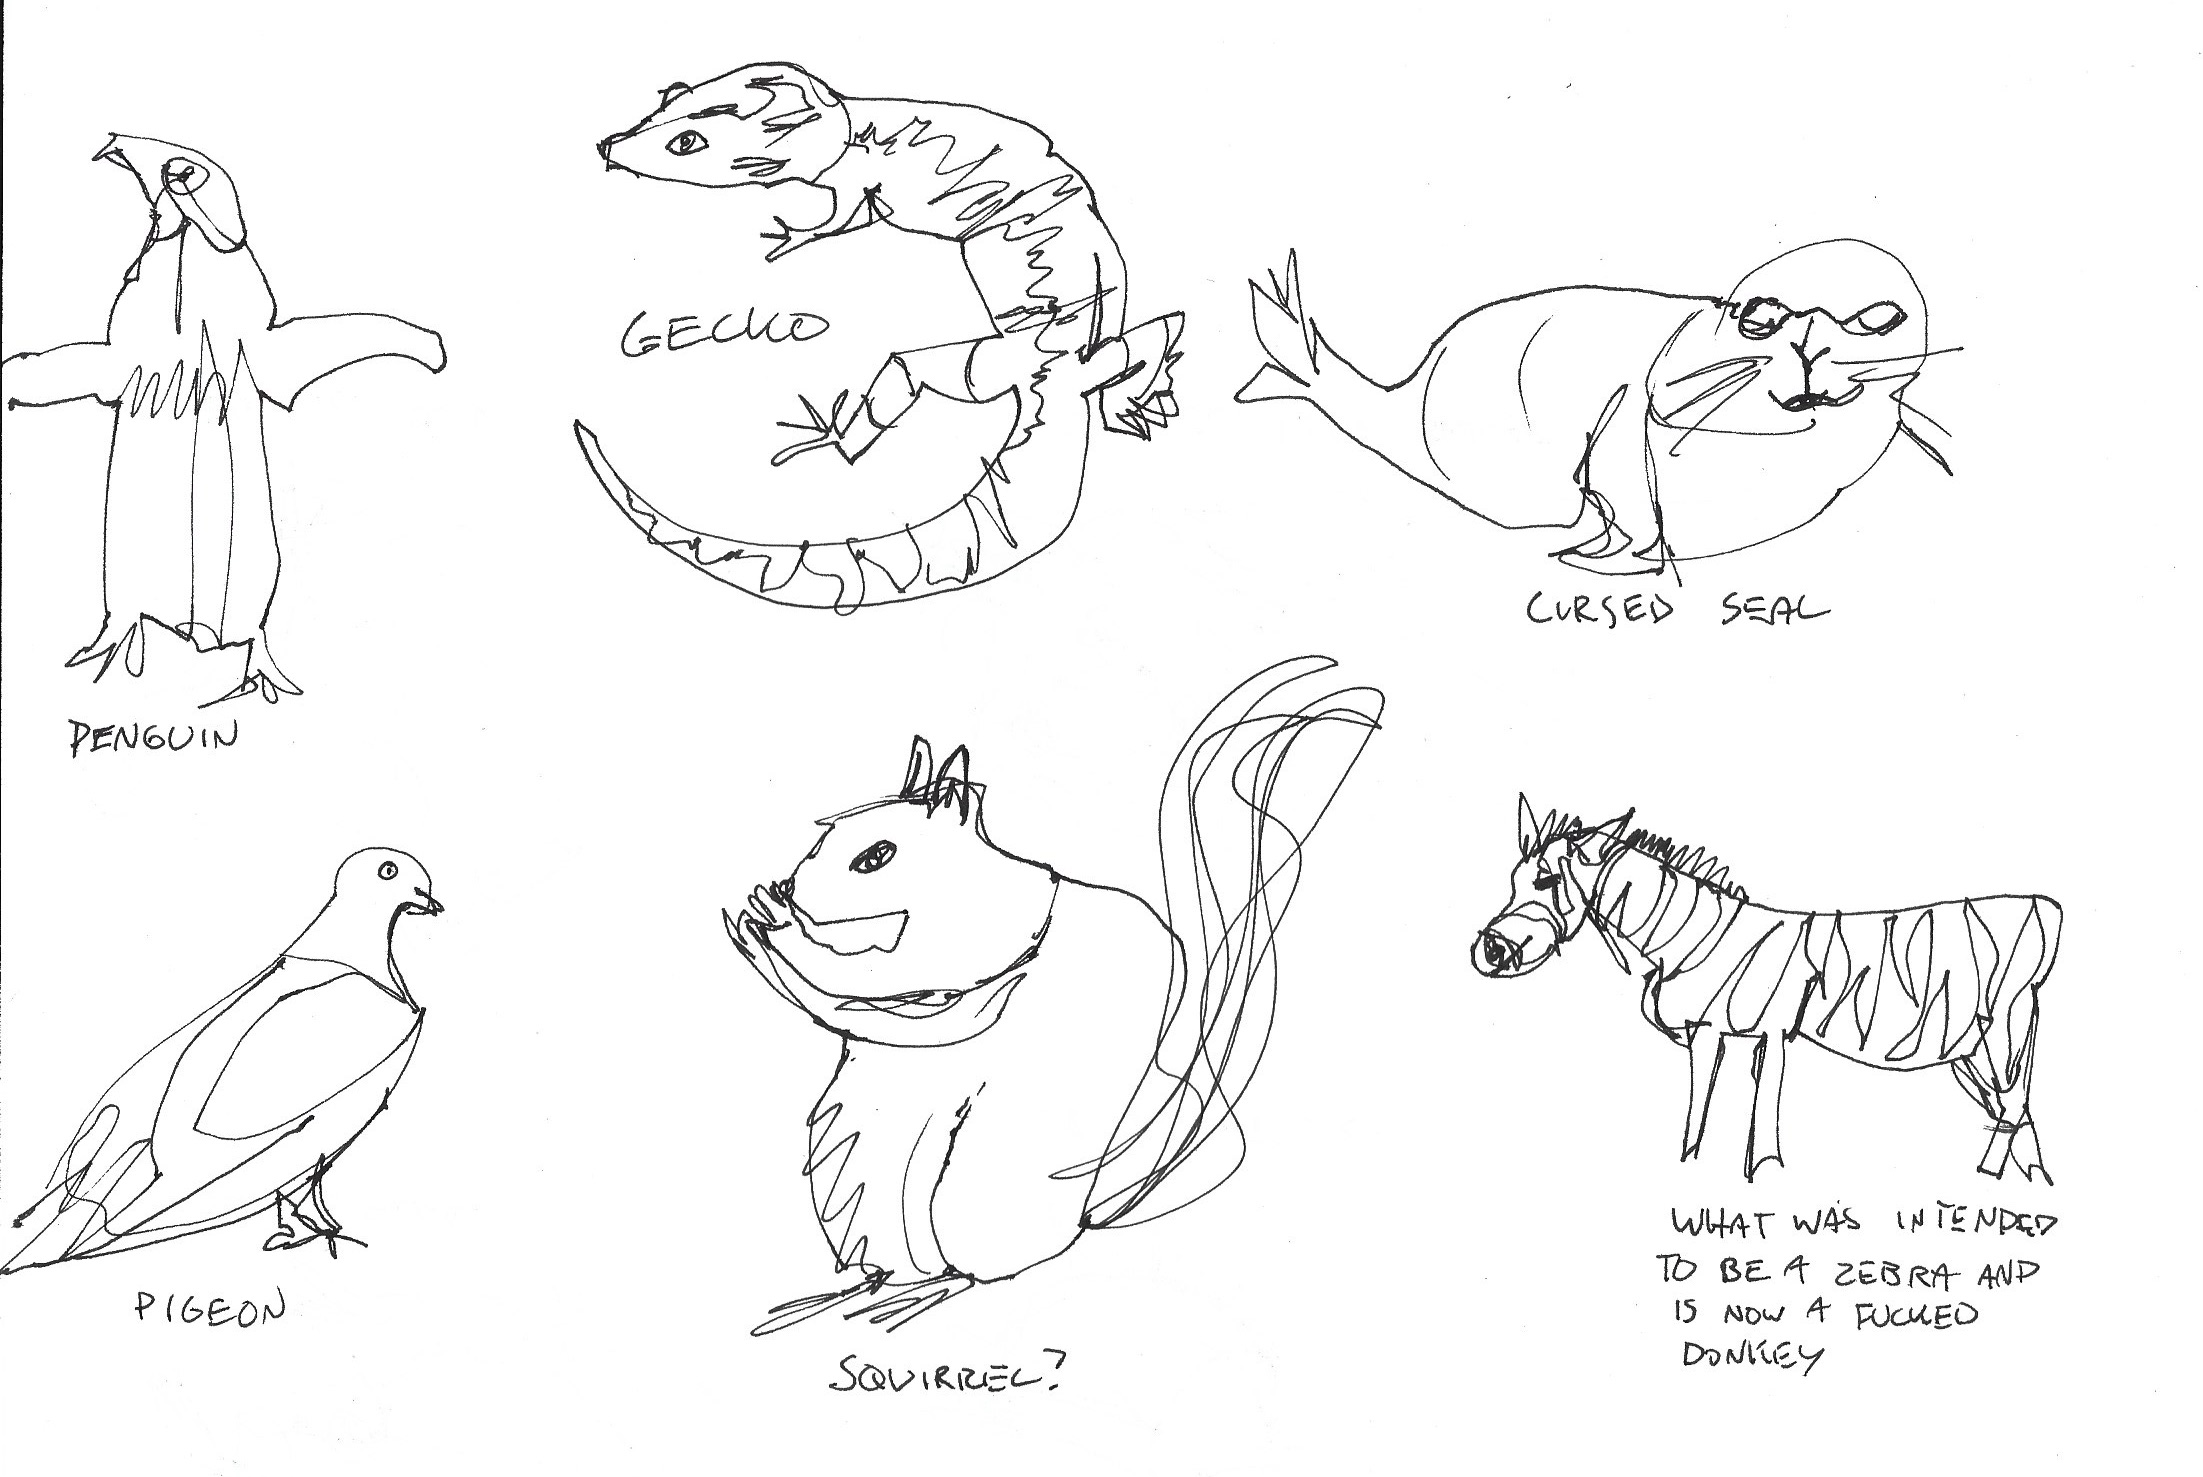 GECKO
CURSED SEAL
PENGUIN
PIGEON
SQUIRREL?
WHAT WAS INTENDED
TO BE A ZEBRA AND
IS NOW A FUCKED
DONKEY